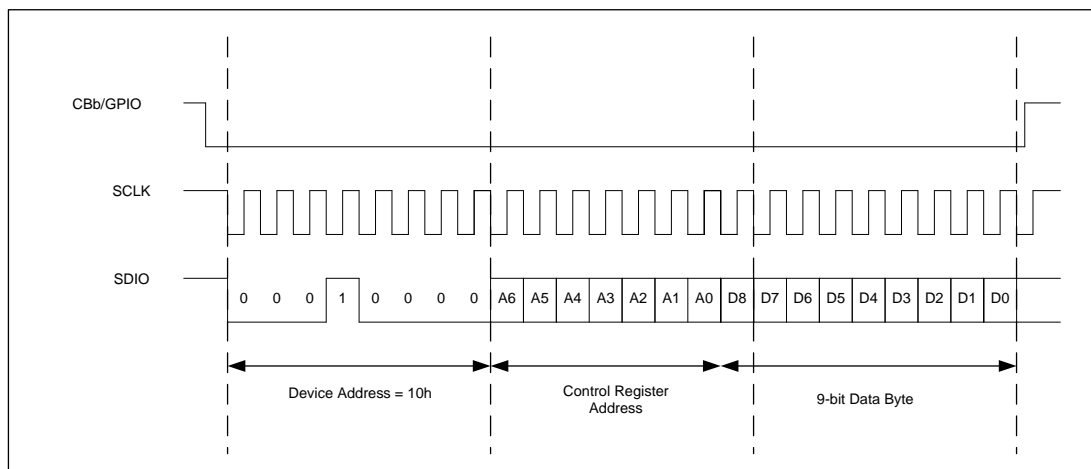 CBb/GPIO
SCLK
SDIO
0 0 0 1 0 0 0 0 A6 A5 A4 A3 A2 A1 A0 D8 D7 D6 D5 D4 D3 D2 D1 D0
Device Address = 10h
Control Register
Address
9-bit Data Byte